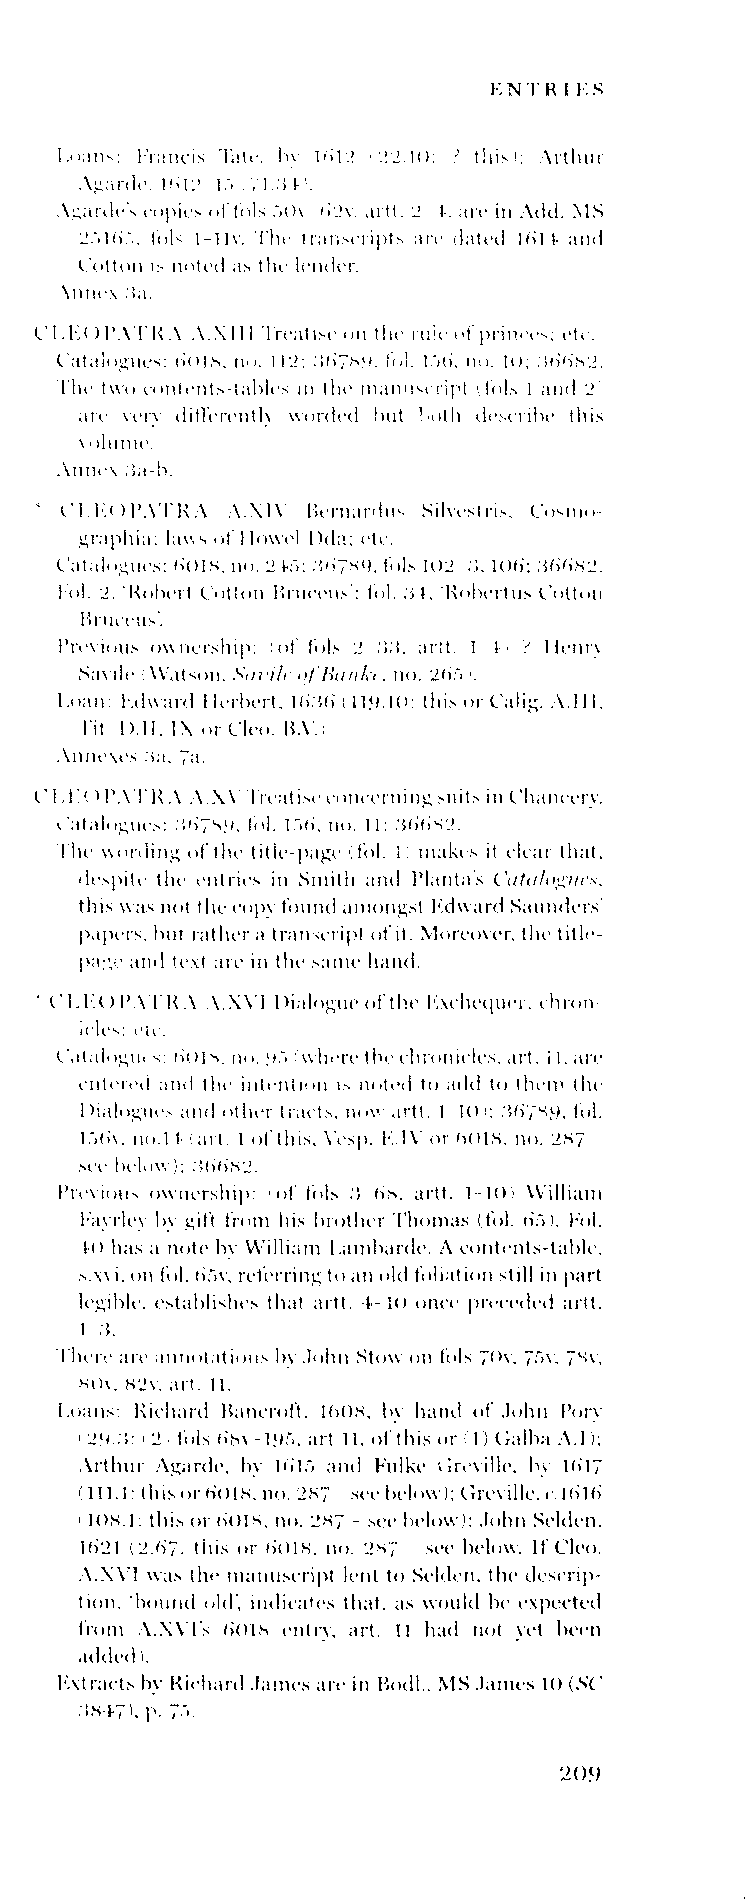 ENTRIES
Loans: Francis Tate, by 1612 (22.10: ? this); Arthur
Agarde, 1612–15 (71.34).
Agarde's copies of fols 50v–62v, artt. 2–4, are in Add. MS
25165, fols 1–11v. The transcripts are dated 1614 and
Cotton is noted as the lender.
Annex 3a.
CLEOPATRA A.XIII Treatise on the rule of princes; etc.
Catalogues: 6018, no. 112; 36789, fol. 156, no. 10; 36682.
The two contents-tables in the manuscript (fols 1 and 2)
are very differently worded but both describe this
volume.
Annex 3a-b.
* CLEOPATRA A.XIV Bernardus Silvestris, Cosmo-
graphia; laws of Howel Dda; etc.
Catalogues: 6018, no. 245; 36789, fols 102–3, 106; 36682.
Fol. 2, 'Robert Cotton Bruceus'; fol. 34, 'Robertus Cotton
Bruceus'.
Previous ownership: (of fols 2–33, artt. 1–4) ? Henry
Savile (Watson, Savile of Banke, no. 265).
Loan: Edward Herbert, 1636 (119.10: this or Calig. A.III,
Tit. D.II, IX or Cleo. B.V.)
Annexes 3a, 7a.
CLEOPATRA A.XV Treatise concerning suits in Chancery.
Catalogues: 36789, fol. 156, no. 11; 36682.
The wording of the title-page (fol. 1) makes it clear that,
despite the entries in Smith and Planta's Catalogues,
this was not the copy found amongst Edward Saunders'
papers, but rather a transcript of it. Moreover, the title-
page and text are in the same hand.
* CLEOPATRA A.XVI Dialogue of the Exchequer, chron-
icles; etc.
Catalogues: 6018, no. 95 (where the chronicles, art. 11, are
entered and the intention is noted to add to them the
Dialogues and other tracts, now artt. 1–10); 36789, fol.
156v, no.14 (art. 1 of this, Vesp. E.IV or 6018, no. 287 –
see below); 36682.
Previous ownership: (of fols 3–68, artt. 1–10) William
Fayrley by gift from his brother Thomas (fol. 65). Fol.
40 has a note by William Lambarde. A contents-table,
s.xvi, on fol. 65v, referring to an old foliation still in part
legible, establishes that artt. 4–10 once preceded artt.
1–3.
There are annotations by John Stow on fols 70v, 75v, 78v,
80v, 82v, art. 11.
Loans: Richard Bancroft, 1608, by hand of John Pory
(29.3: (2) fols 68v–195, art 11, of this or (1) Galba A.I);
Arthur Agarde, by 1615 and Fulke Greville, by 1617
(111.1: this or 6018, no. 287 – see below); Greville, c.1616
(108.1: this or 6018, no. 287 – see below); John Selden,
1621 (2.67, this or 6018, no. 287 – see below. If Cleo.
A.XVI was the manuscript lent to Selden, the descrip-
tion, 'bound old', indicates that, as would be expected
from A.XVI's 6018 entry, art. 11 had not yet been
added).
Extracts by Richard James are in Bodl., MS James 10 (SC
3847), p. 75.
209